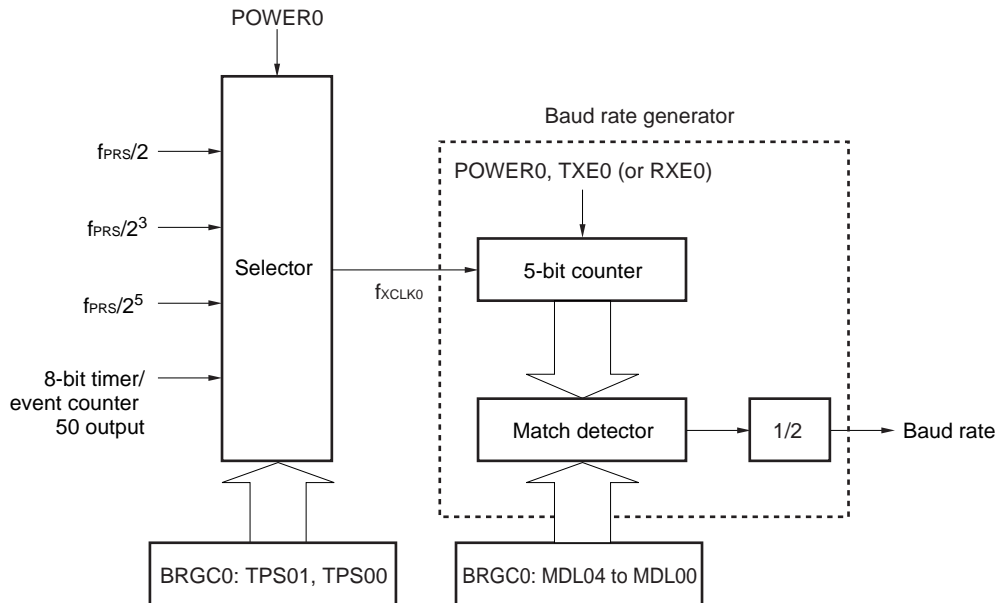 POWER0
Baud rate generator
fPRS/2
POWER0, TXE0 (or RXE0)
fPRS/2³
Selector
5-bit counter
fXCLK0
fPRS/2⁵
8-bit timer/
event counter
50 output
Match detector
1/2
Baud rate
BRGC0: TPS01, TPS00
BRGC0: MDL04 to MDL00